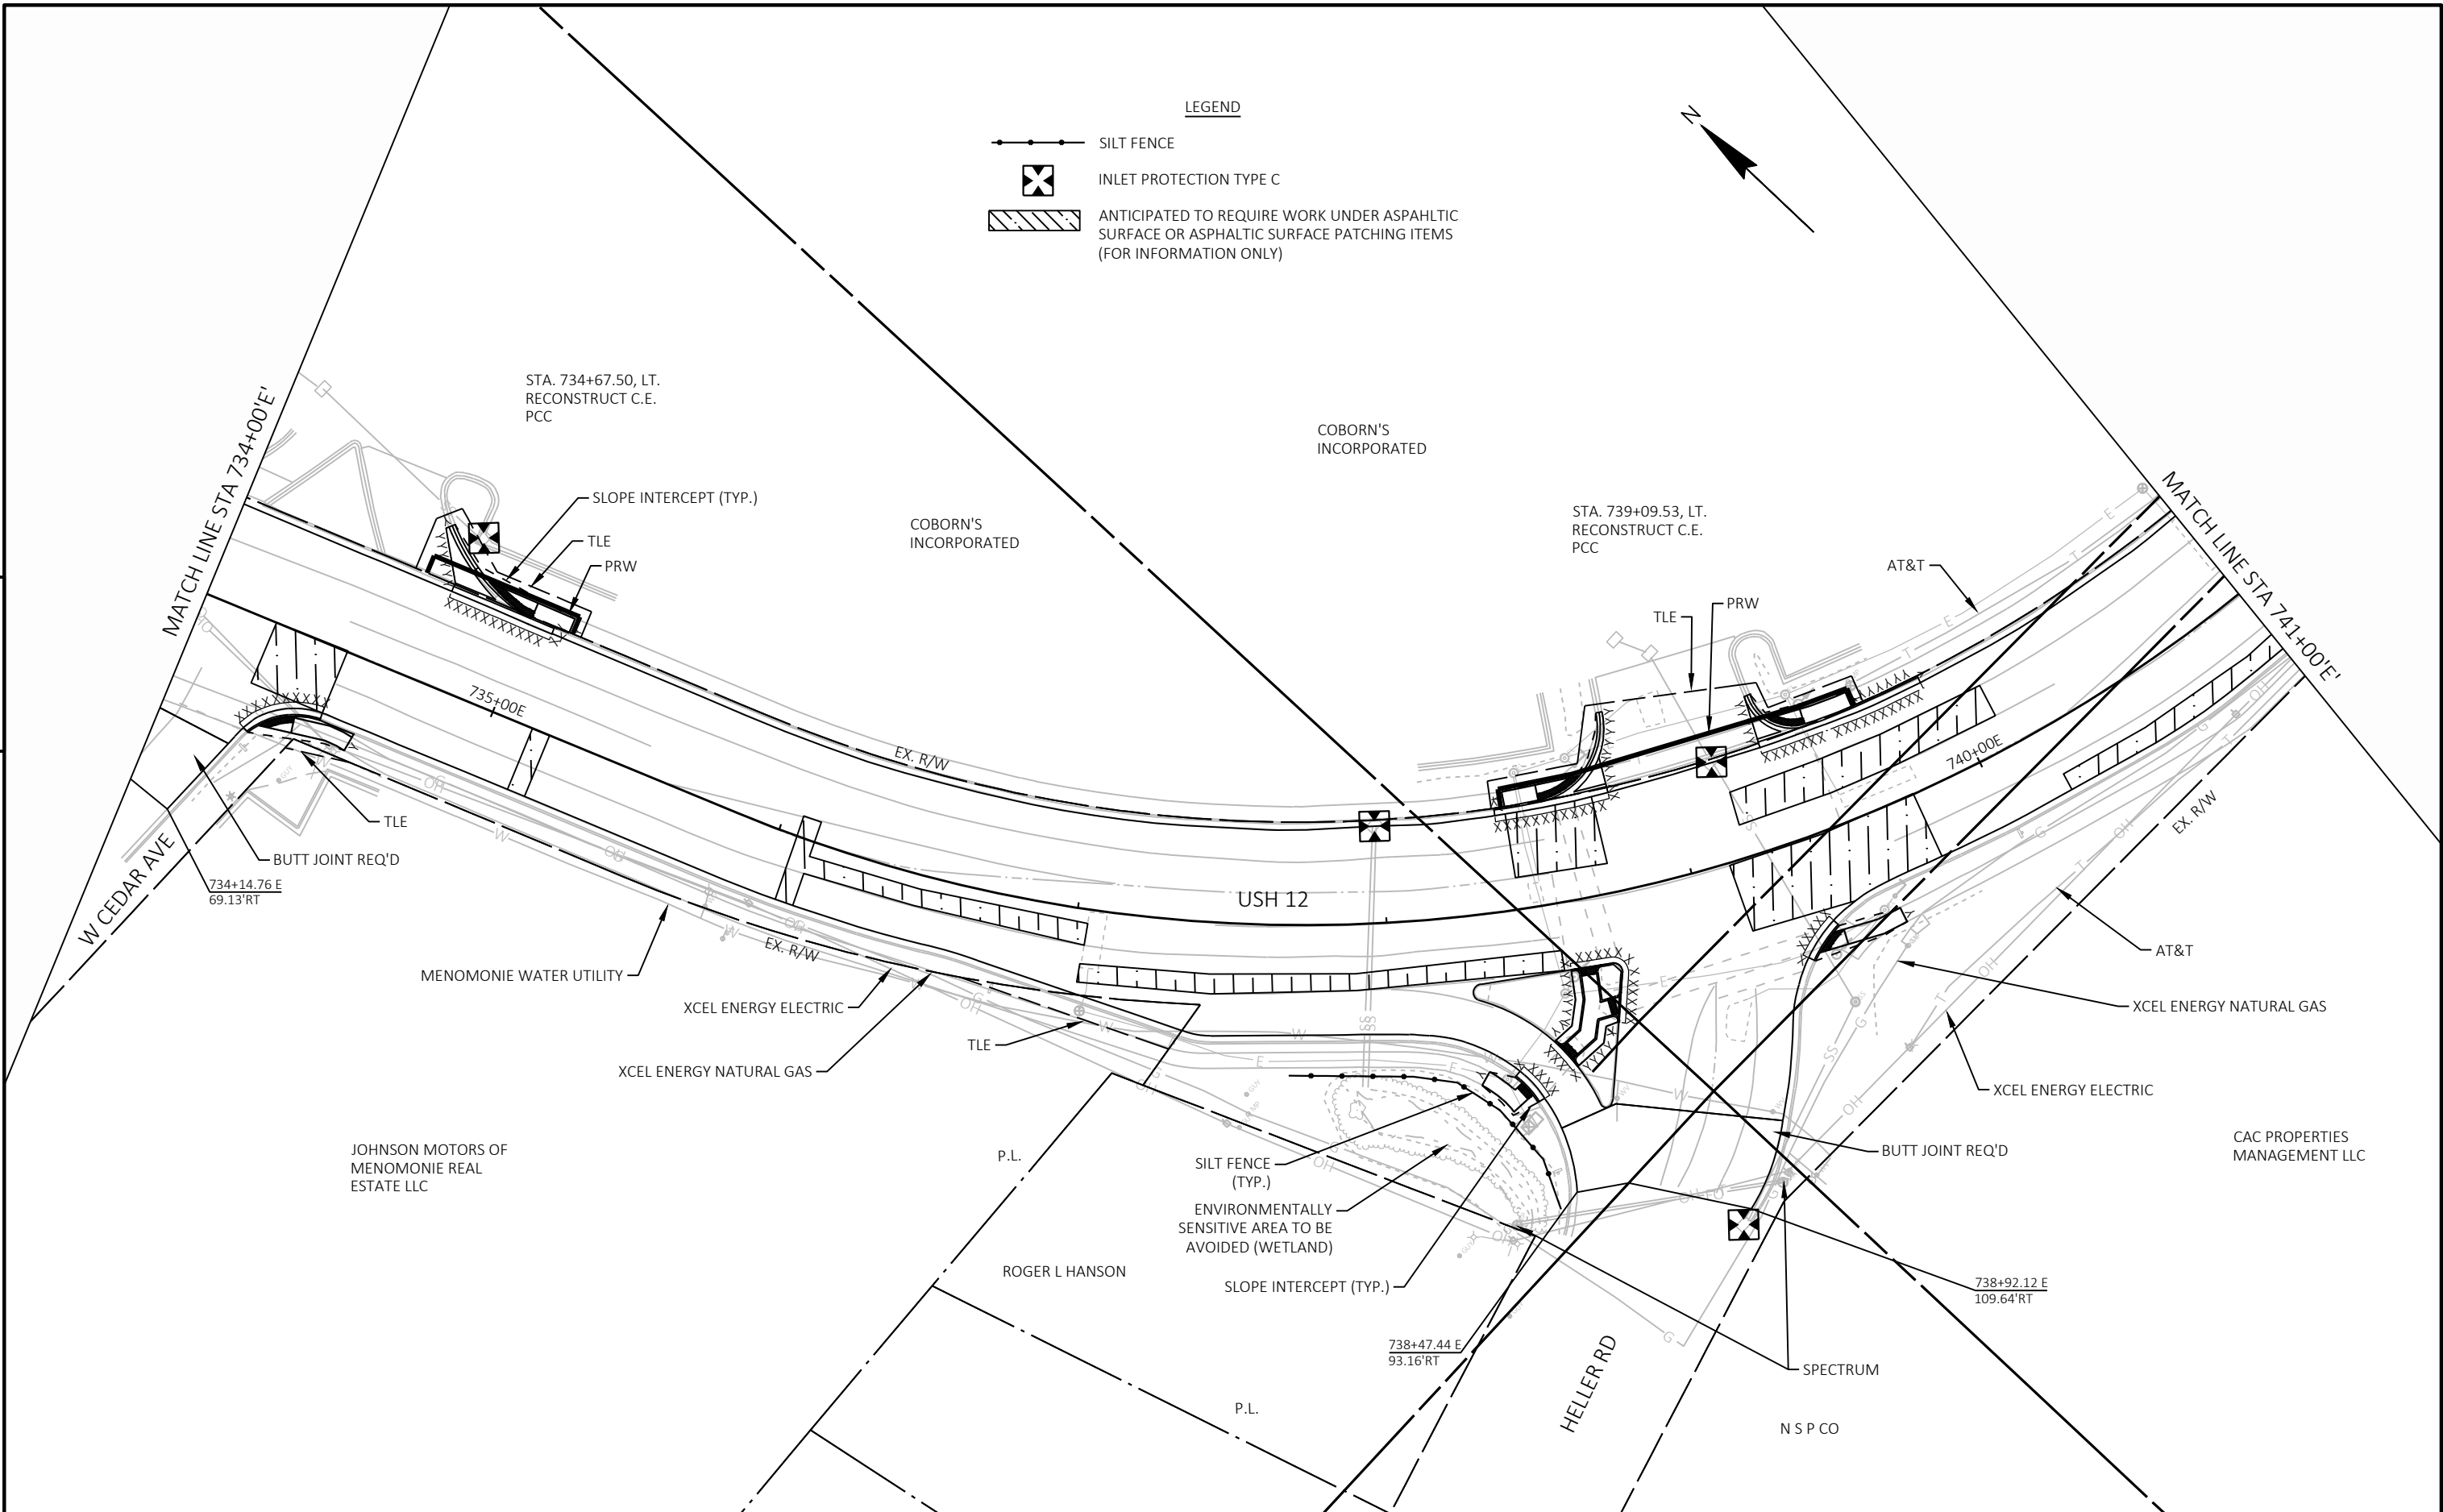 LEGEND
SILT FENCE
INLET PROTECTION TYPE C
ANTICIPATED TO REQUIRE WORK UNDER ASPAHLTIC
SURFACE OR ASPHALTIC SURFACE PATCHING ITEMS
(FOR INFORMATION ONLY)
N
MATCH LINE STA 734+00'E'
STA. 734+67.50, LT.
RECONSTRUCT C.E.
PCC
SLOPE INTERCEPT (TYP.)
TLE
PRW
COBORN'S
INCORPORATED
COBORN'S
INCORPORATED
STA. 739+09.53, LT.
RECONSTRUCT C.E.
PCC
AT&T
TLE
PRW
MATCH LINE STA 741+00'E'
735+00E
EX. R/W
740+00E
EX. R/W
USH 12
TLE
BUTT JOINT REQ'D
W CEDAR AVE
734+14.76 E
69.13'RT
EX. R/W
MENOMONIE WATER UTILITY
XCEL ENERGY ELECTRIC
XCEL ENERGY NATURAL GAS
TLE
AT&T
XCEL ENERGY NATURAL GAS
XCEL ENERGY ELECTRIC
BUTT JOINT REQ'D
CAC PROPERTIES
MANAGEMENT LLC
JOHNSON MOTORS OF
MENOMONIE REAL
ESTATE LLC
P.L.
SILT FENCE
(TYP.)
ENVIRONMENTALLY
SENSITIVE AREA TO BE
AVOIDED (WETLAND)
ROGER L HANSON
SLOPE INTERCEPT (TYP.)
738+92.12 E
109.64'RT
738+47.44 E
93.16'RT
HELLER RD
SPECTRUM
P.L.
N S P CO